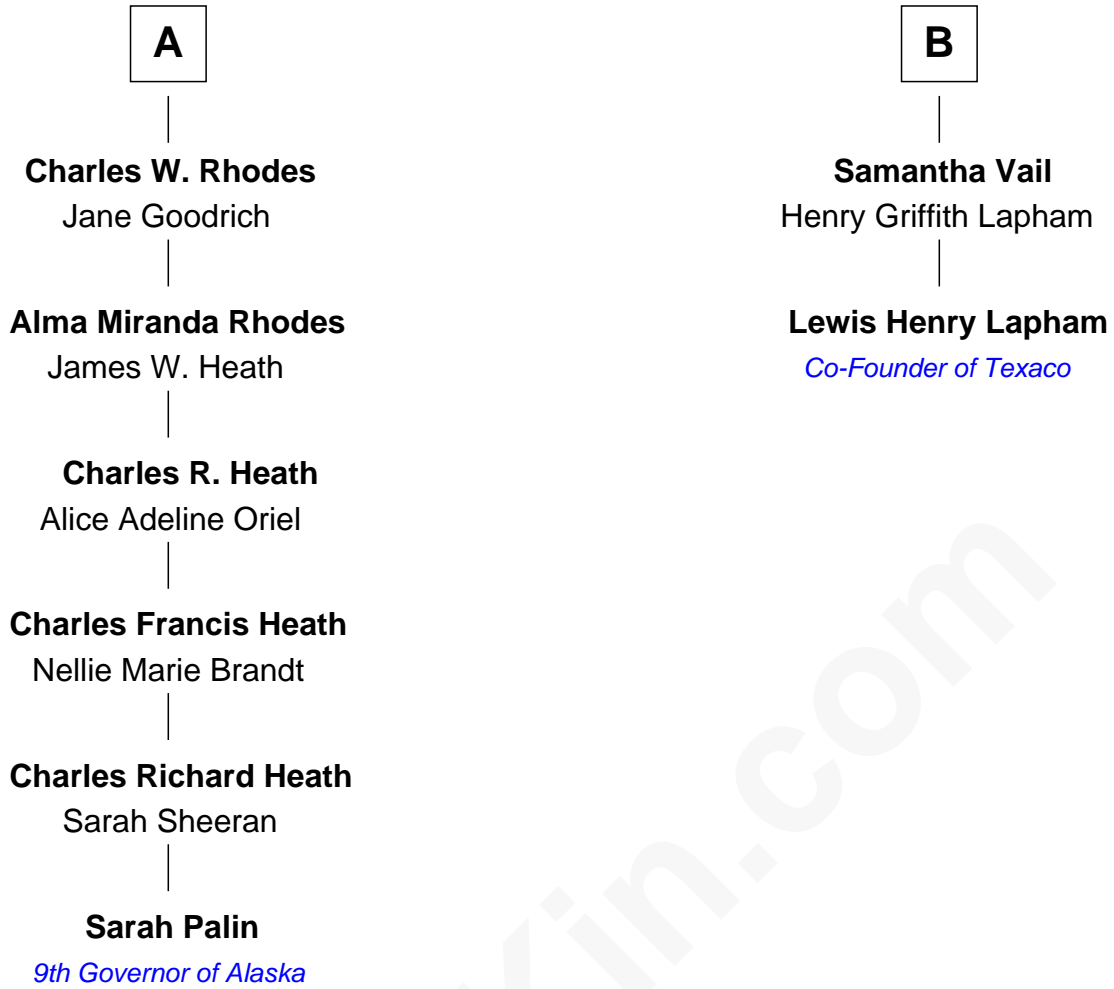 A
B
Charles W. Rhodes
Jane Goodrich
Samantha Vail
Henry Griffith Lapham
Alma Miranda Rhodes
James W. Heath
Lewis Henry Lapham
Co-Founder of Texaco
Charles R. Heath
Alice Adeline Oriel
Charles Francis Heath
Nellie Marie Brandt
Charles Richard Heath
Sarah Sheeran
Sarah Palin
9th Governor of Alaska
Kin.com